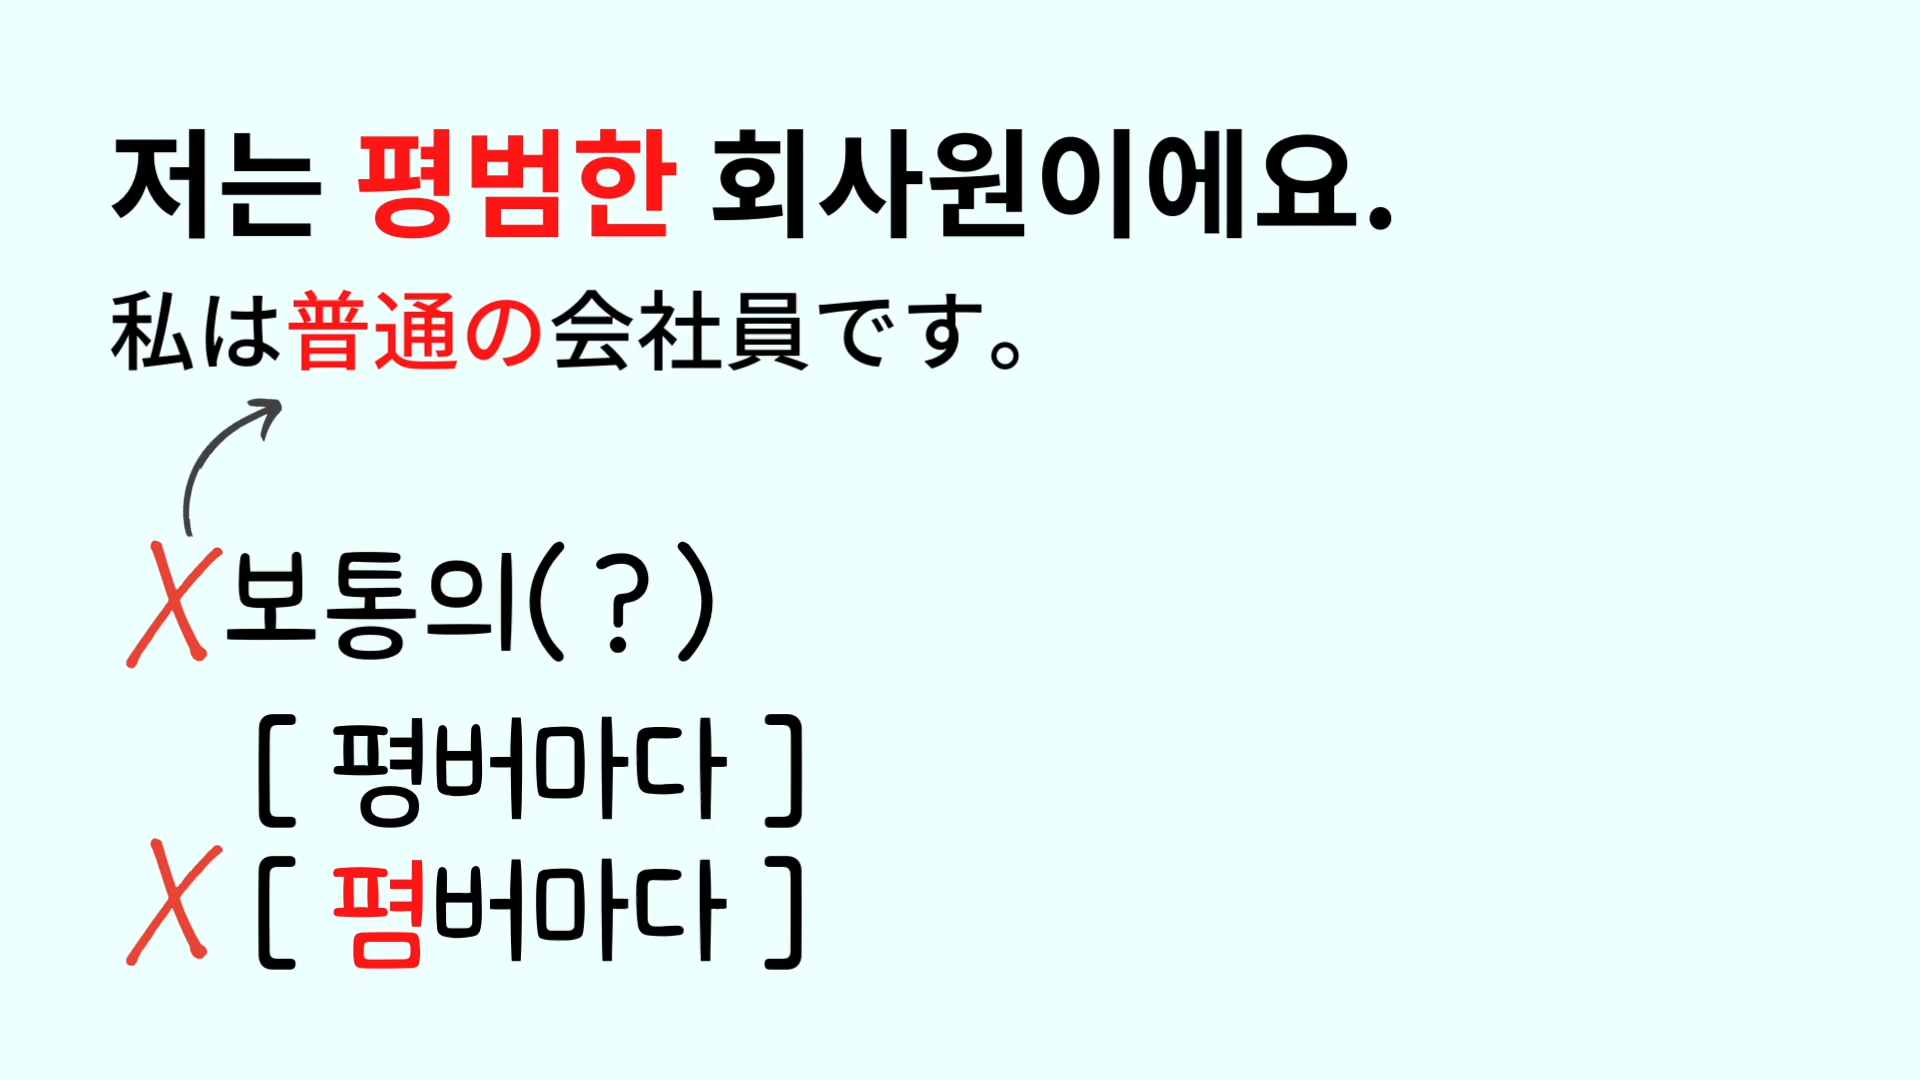 저는 평범한 회사원이에요.
私は普通の会社員です。
X 보통의(?)
[ 평버마다 ]
X [ 폄버마다 ]